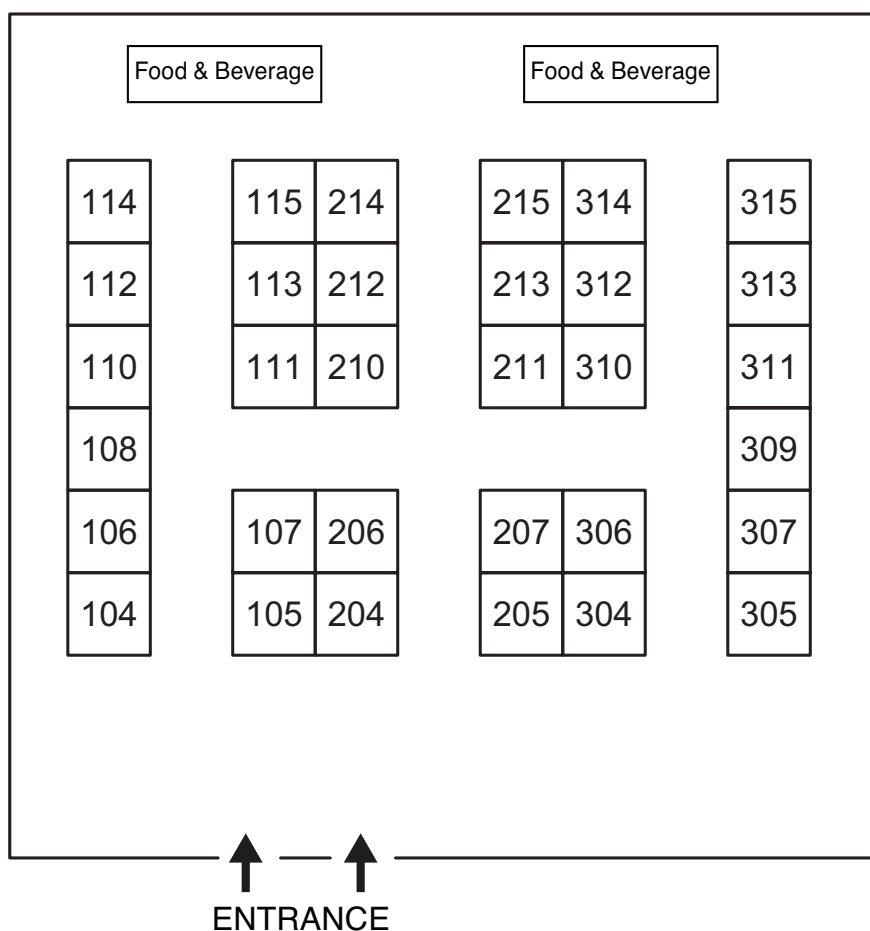 Food & Beverage Food & Beverage
114 115 214 215 314 315
112 113 212 213 312 313
110 111 210 211 310 311
108 309
106 107 206 207 306 307
104 105 204 205 304 305
ENTRANCE